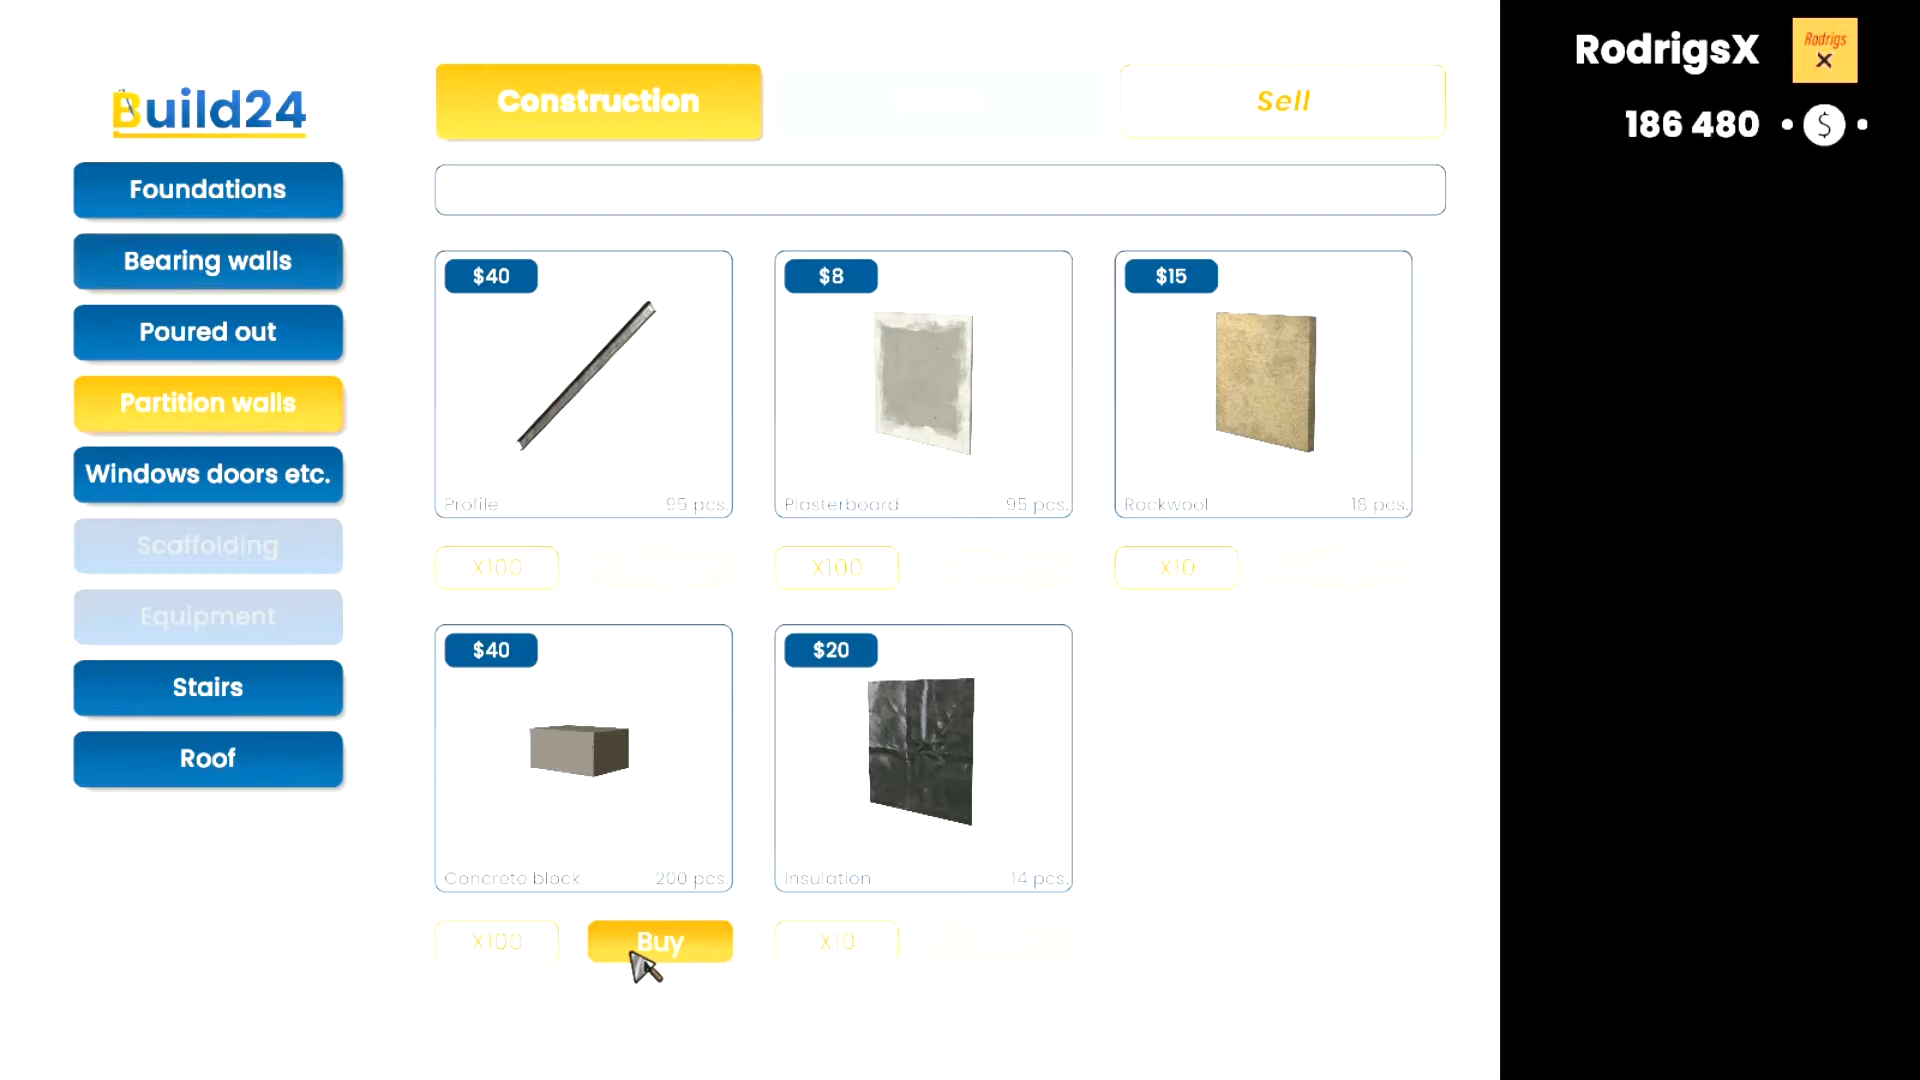 Build24
Foundations
Bearing walls
Poured out
Partition walls
Windows doors etc.
Scaffolding
Equipment
Stairs
Roof
Construction
Sell
$40
Profile 95 pcs.
X100
$8
Plasterboard 95 pcs.
X100
$15
Rockwool 18 pcs.
X10
$40
Concrete block 200 pcs.
X100 Buy
$20
Insulation 14 pcs.
X10
RodrigsX
Rodrigs
X
186 480 $